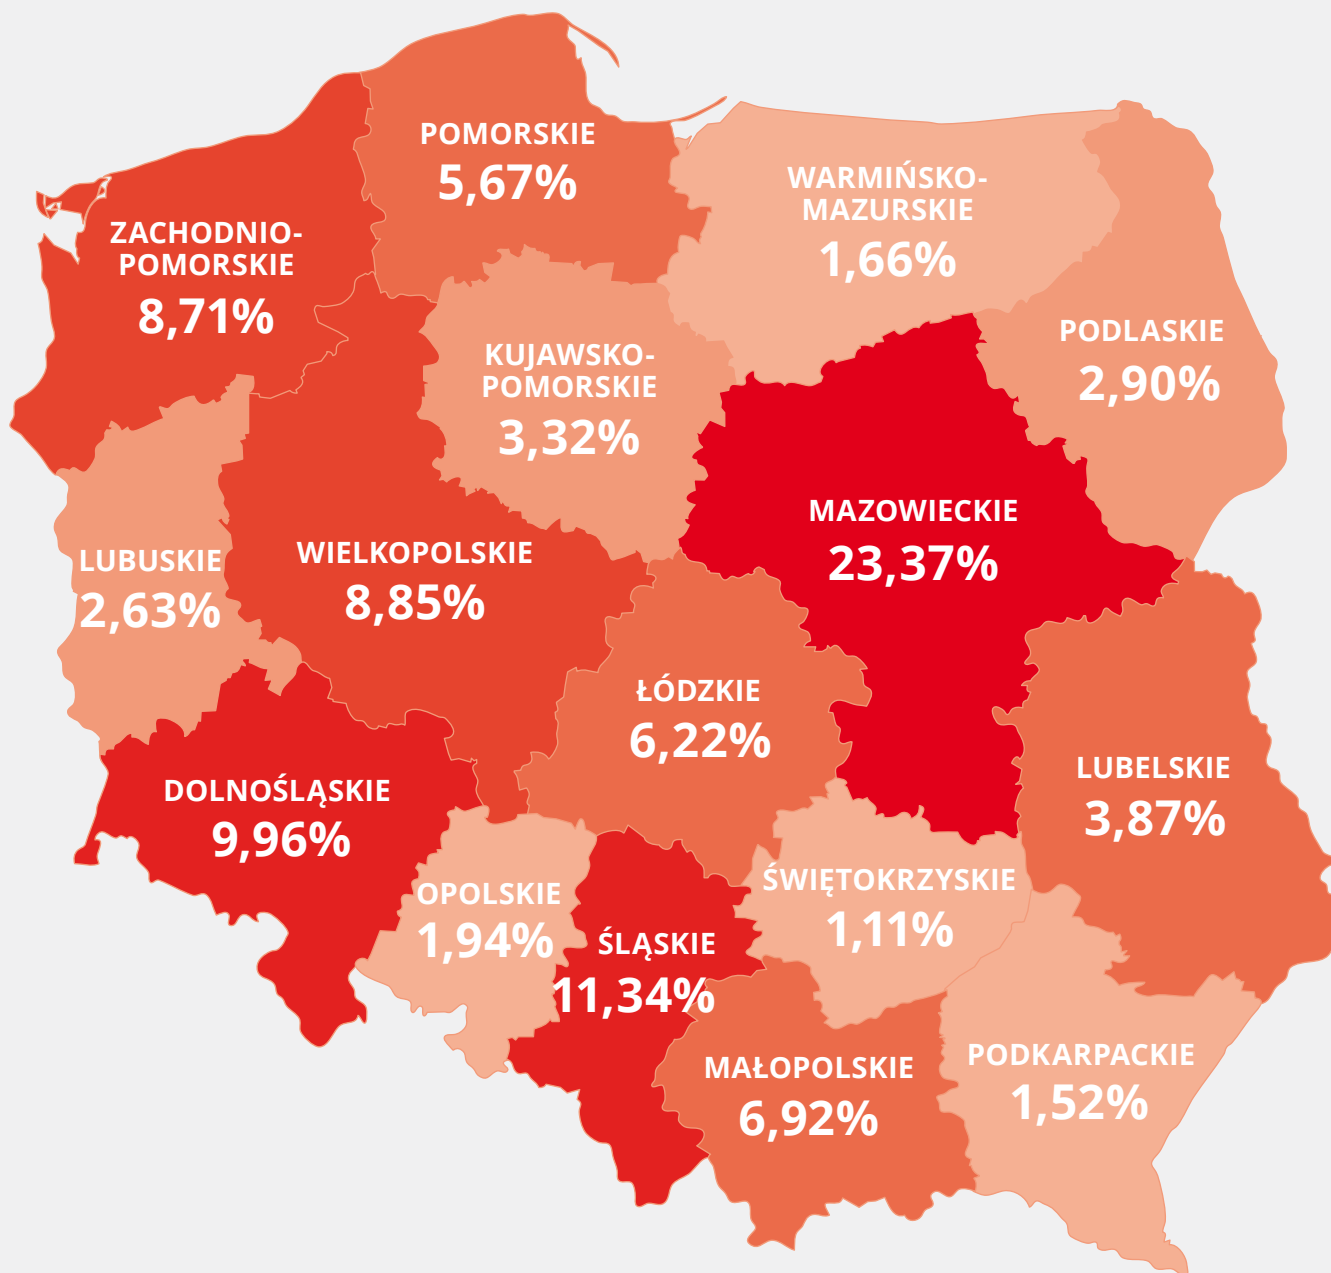 POMORSKIE
5,67%
WARMIŃSKO-
MAZURSKIE
1,66%
ZACHODNIO-
POMORSKIE
8,71%
PODLASKIE
2,90%
KUJAWSKO-
POMORSKIE
3,32%
MAZOWIECKIE
23,37%
LUBUSKIE
2,63%
WIELKOPOLSKIE
8,85%
ŁÓDZKIE
6,22%
LUBELSKIE
3,87%
DOLNOŚLĄSKIE
9,96%
OPOLSKIE
1,94%
ŚLĄSKIE
11,34%
ŚWIĘTOKRZYSKIE
1,11%
MAŁOPOLSKIE
6,92%
PODKARPACKIE
1,52%